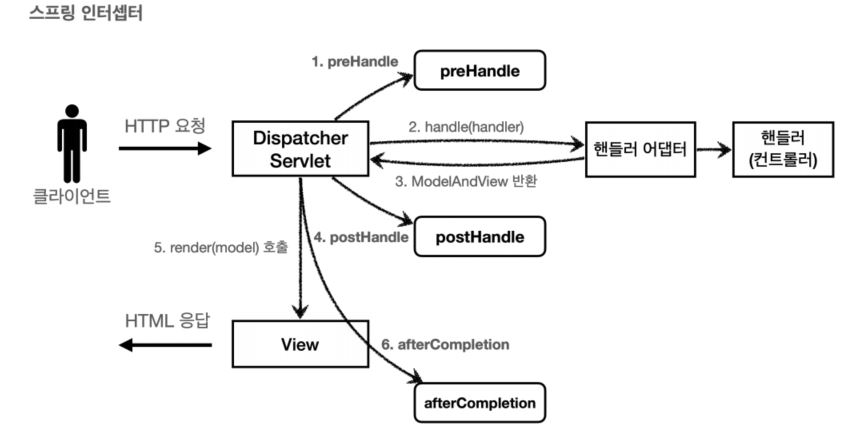 스프링 인터셉터
1. preHandle
preHandle
HTTP 요청
클라이언트
Dispatcher
Servlet
2. handle(handler)
3. ModelAndView 반환
핸들러 어댑터
핸들러
(컨트롤러)
4. postHandle
postHandle
5. render(model) 호출
HTML 응답
View
6. afterCompletion
afterCompletion